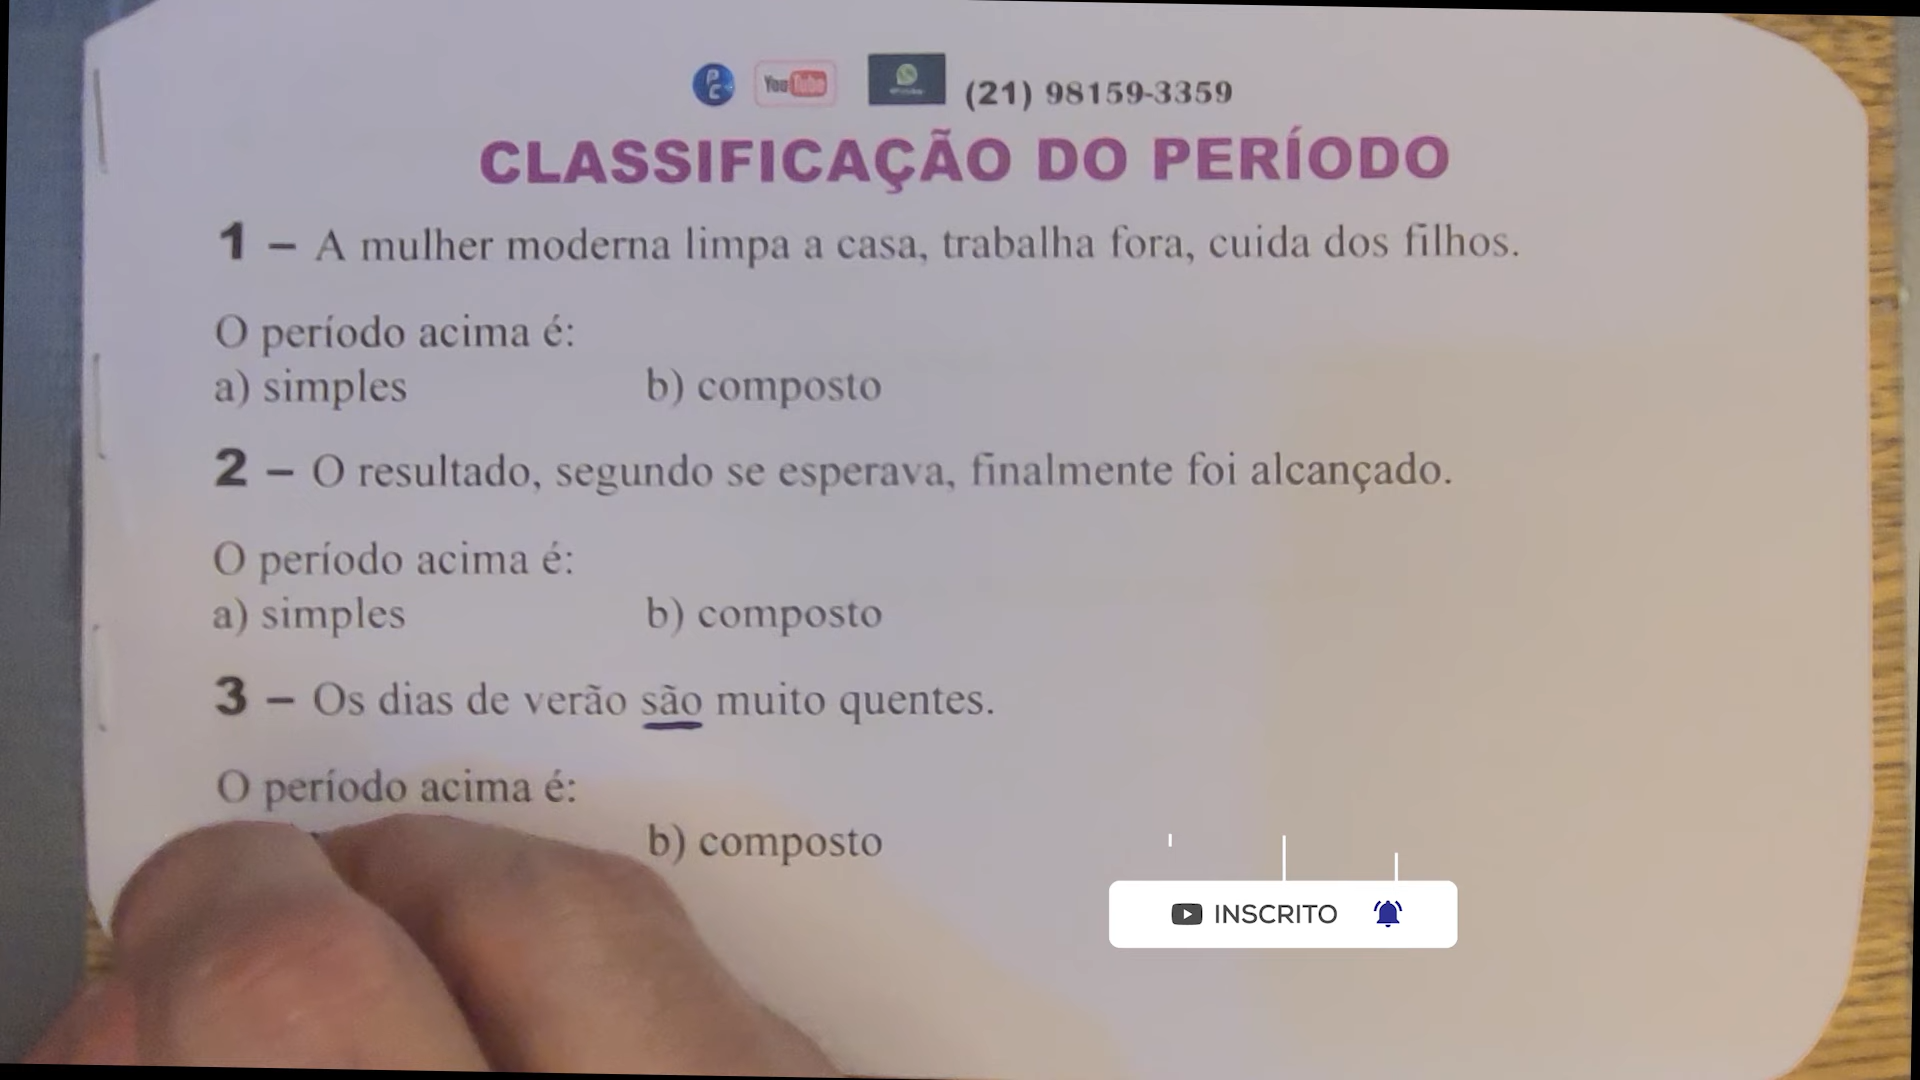 YouTube (21) 98159-3359
CLASSIFICAÇÃO DO PERÍODO
1 – A mulher moderna limpa a casa, trabalha fora, cuida dos filhos.
O período acima é:
a) simples b) composto
2 – O resultado, segundo se esperava, finalmente foi alcançado.
O período acima é:
a) simples b) composto
3 – Os dias de verão são muito quentes.
O período acima é:
b) composto
INSCRITO